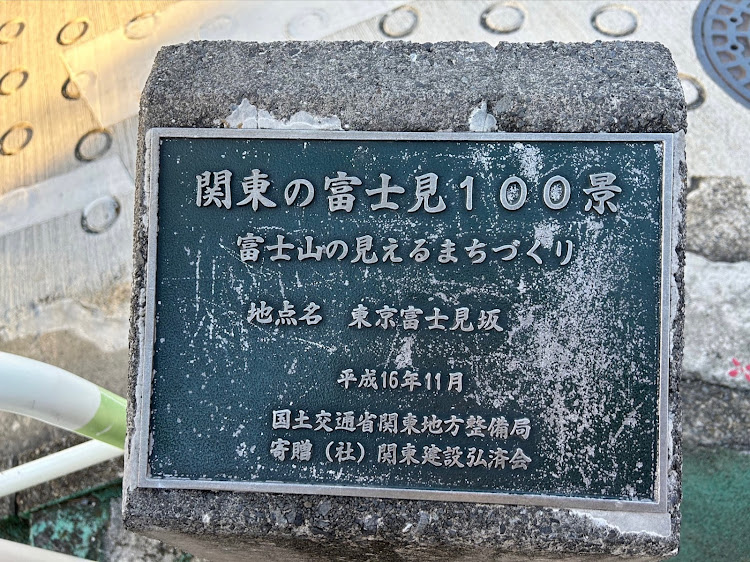 関東の富士見１００景
富士山の見えるまちづくり
地点名　東京富士見坂
平成16年11月
国土交通省関東地方整備局
寄贈（社）関東建設弘済会